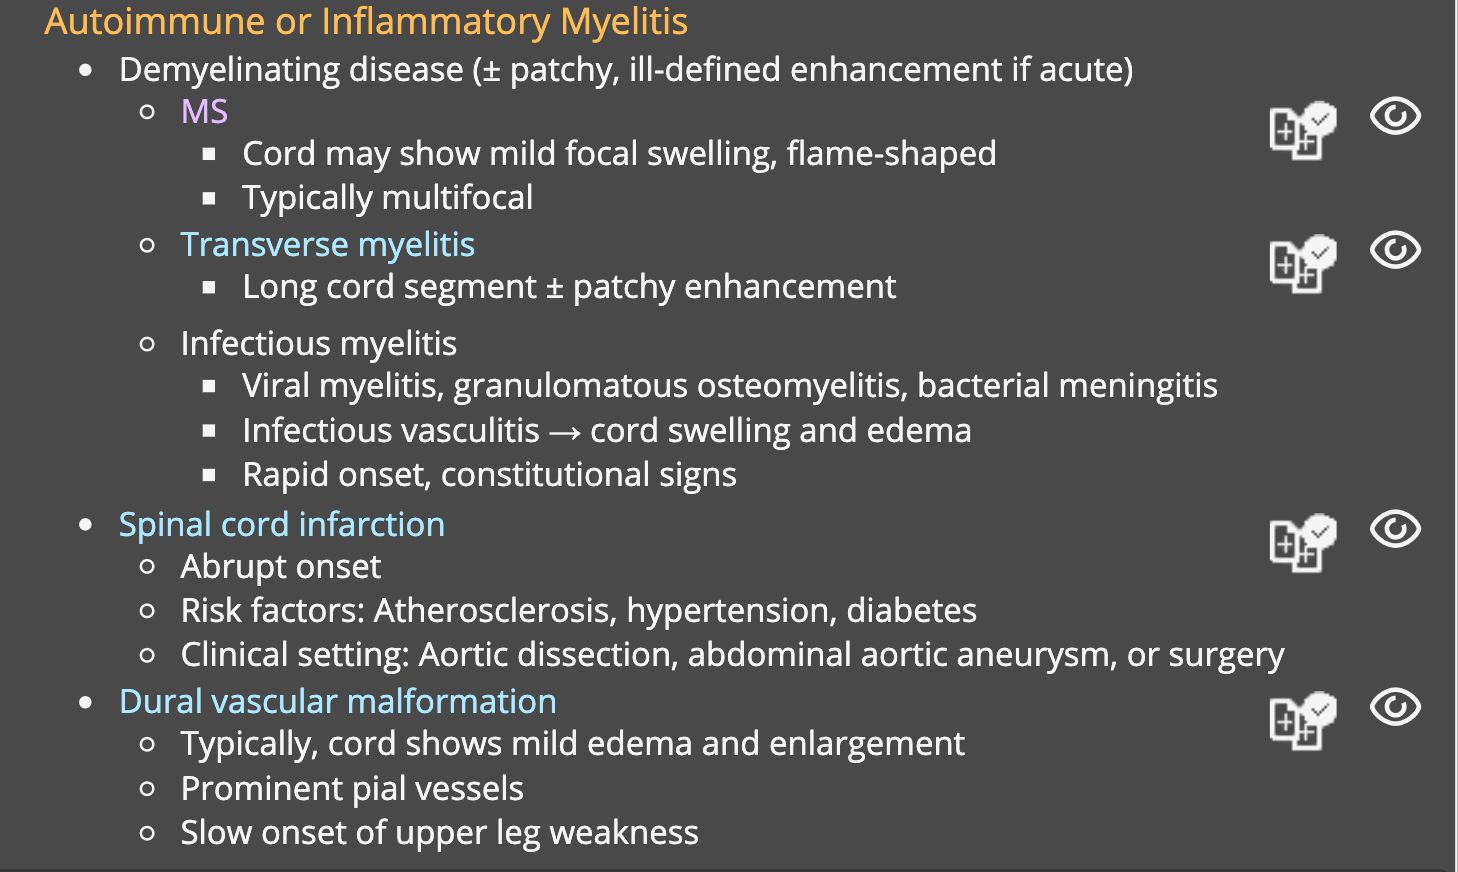 Autoimmune or Inflammatory Myelitis
Demyelinating disease (± patchy, ill-defined enhancement if acute)
MS
Cord may show mild focal swelling, flame-shaped
Typically multifocal
Transverse myelitis
Long cord segment ± patchy enhancement
Infectious myelitis
Viral myelitis, granulomatous osteomyelitis, bacterial meningitis
Infectious vasculitis → cord swelling and edema
Rapid onset, constitutional signs
Spinal cord infarction
Abrupt onset
Risk factors: Atherosclerosis, hypertension, diabetes
Clinical setting: Aortic dissection, abdominal aortic aneurysm, or surgery
Dural vascular malformation
Typically, cord shows mild edema and enlargement
Prominent pial vessels
Slow onset of upper leg weakness